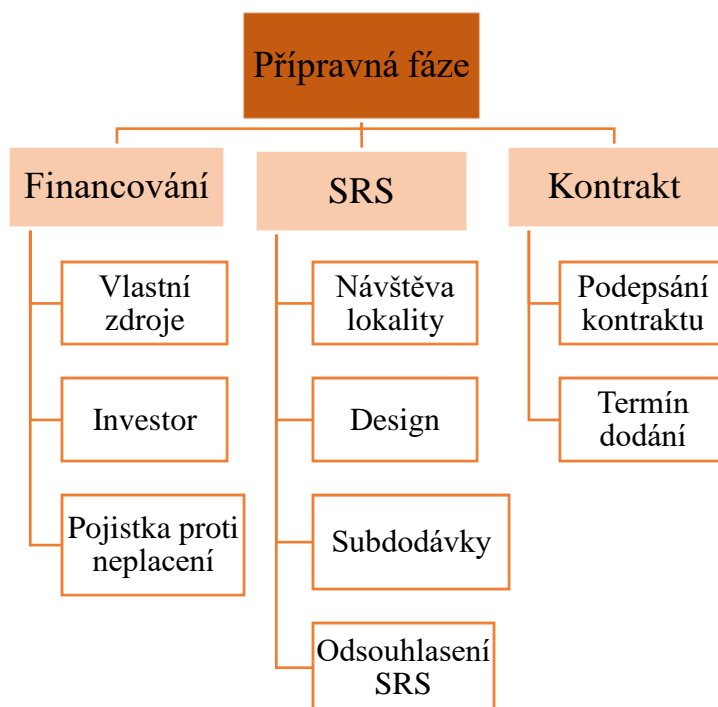 Přípravná fáze
Financování
Vlastní
zdroje
Investor
Pojistka proti
neplacení
SRS
Návštěva
lokality
Design
Subdodávky
Odsouhlasení
SRS
Kontrakt
Podepsání
kontraktu
Termín
dodání